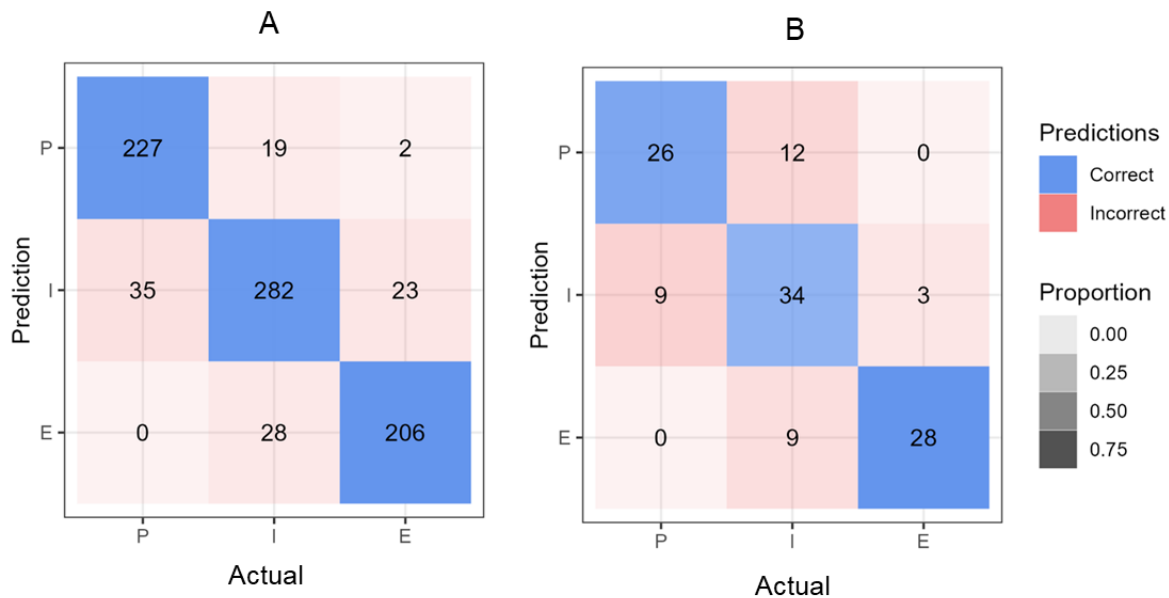 A
B
Prediction
P
227
19
2
I
35
282
23
E
0
28
206
P
I
E
Actual
Prediction
P
26
12
0
I
9
34
3
E
0
9
28
P
I
E
Actual
Predictions
Correct
Incorrect
Proportion
0.00
0.25
0.50
0.75